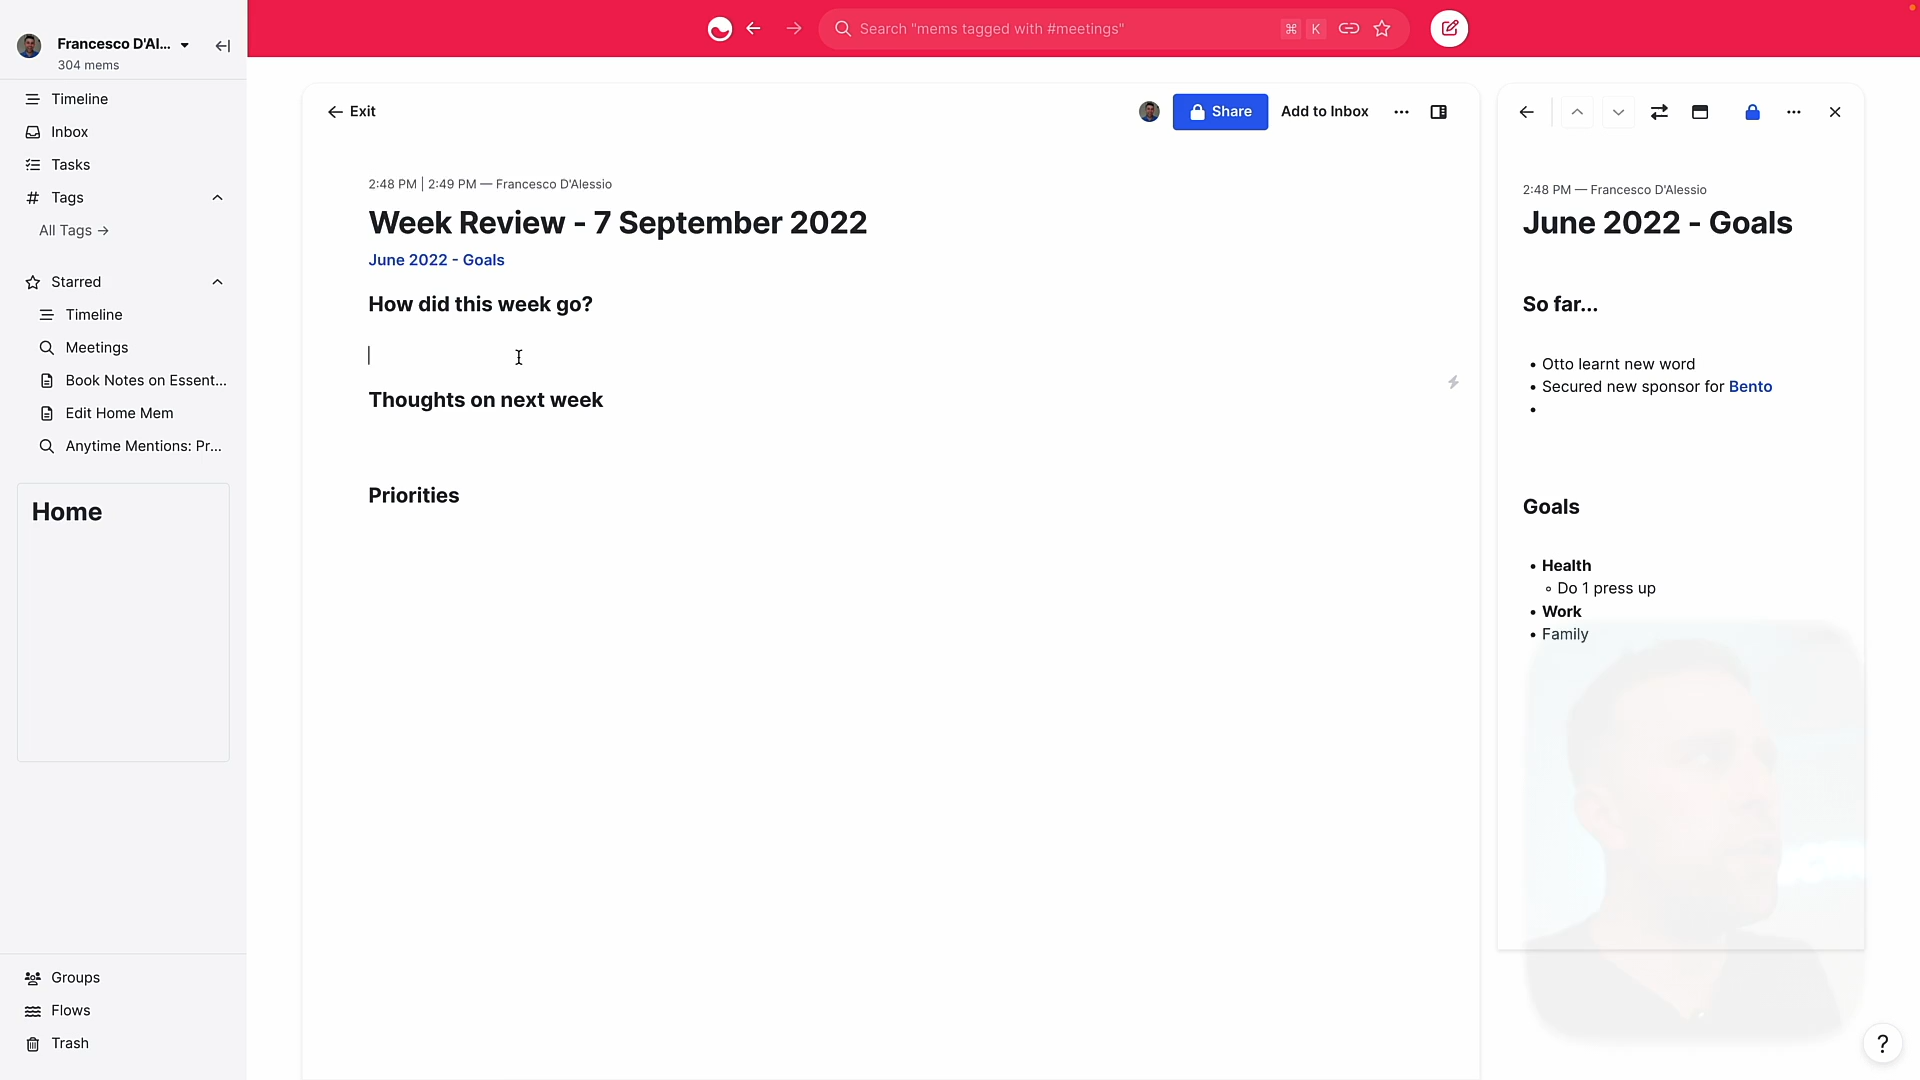 Francesco D'Al...
304 mems
Timeline
Inbox
Tasks
# Tags
All Tags →
Starred
Timeline
Meetings
Book Notes on Essent...
Edit Home Mem
Anytime Mentions: Pr...
Home
Groups
Flows
Trash
Search "mems tagged with #meetings"
⌘ K
← Exit
Share
Add to Inbox
2:48 PM | 2:49 PM — Francesco D'Alessio
Week Review - 7 September 2022
June 2022 - Goals
How did this week go?
Thoughts on next week
Priorities
2:48 PM — Francesco D'Alessio
June 2022 - Goals
So far...
• Otto learnt new word
• Secured new sponsor for Bento
•
Goals
• Health
◦ Do 1 press up
• Work
• Family
?